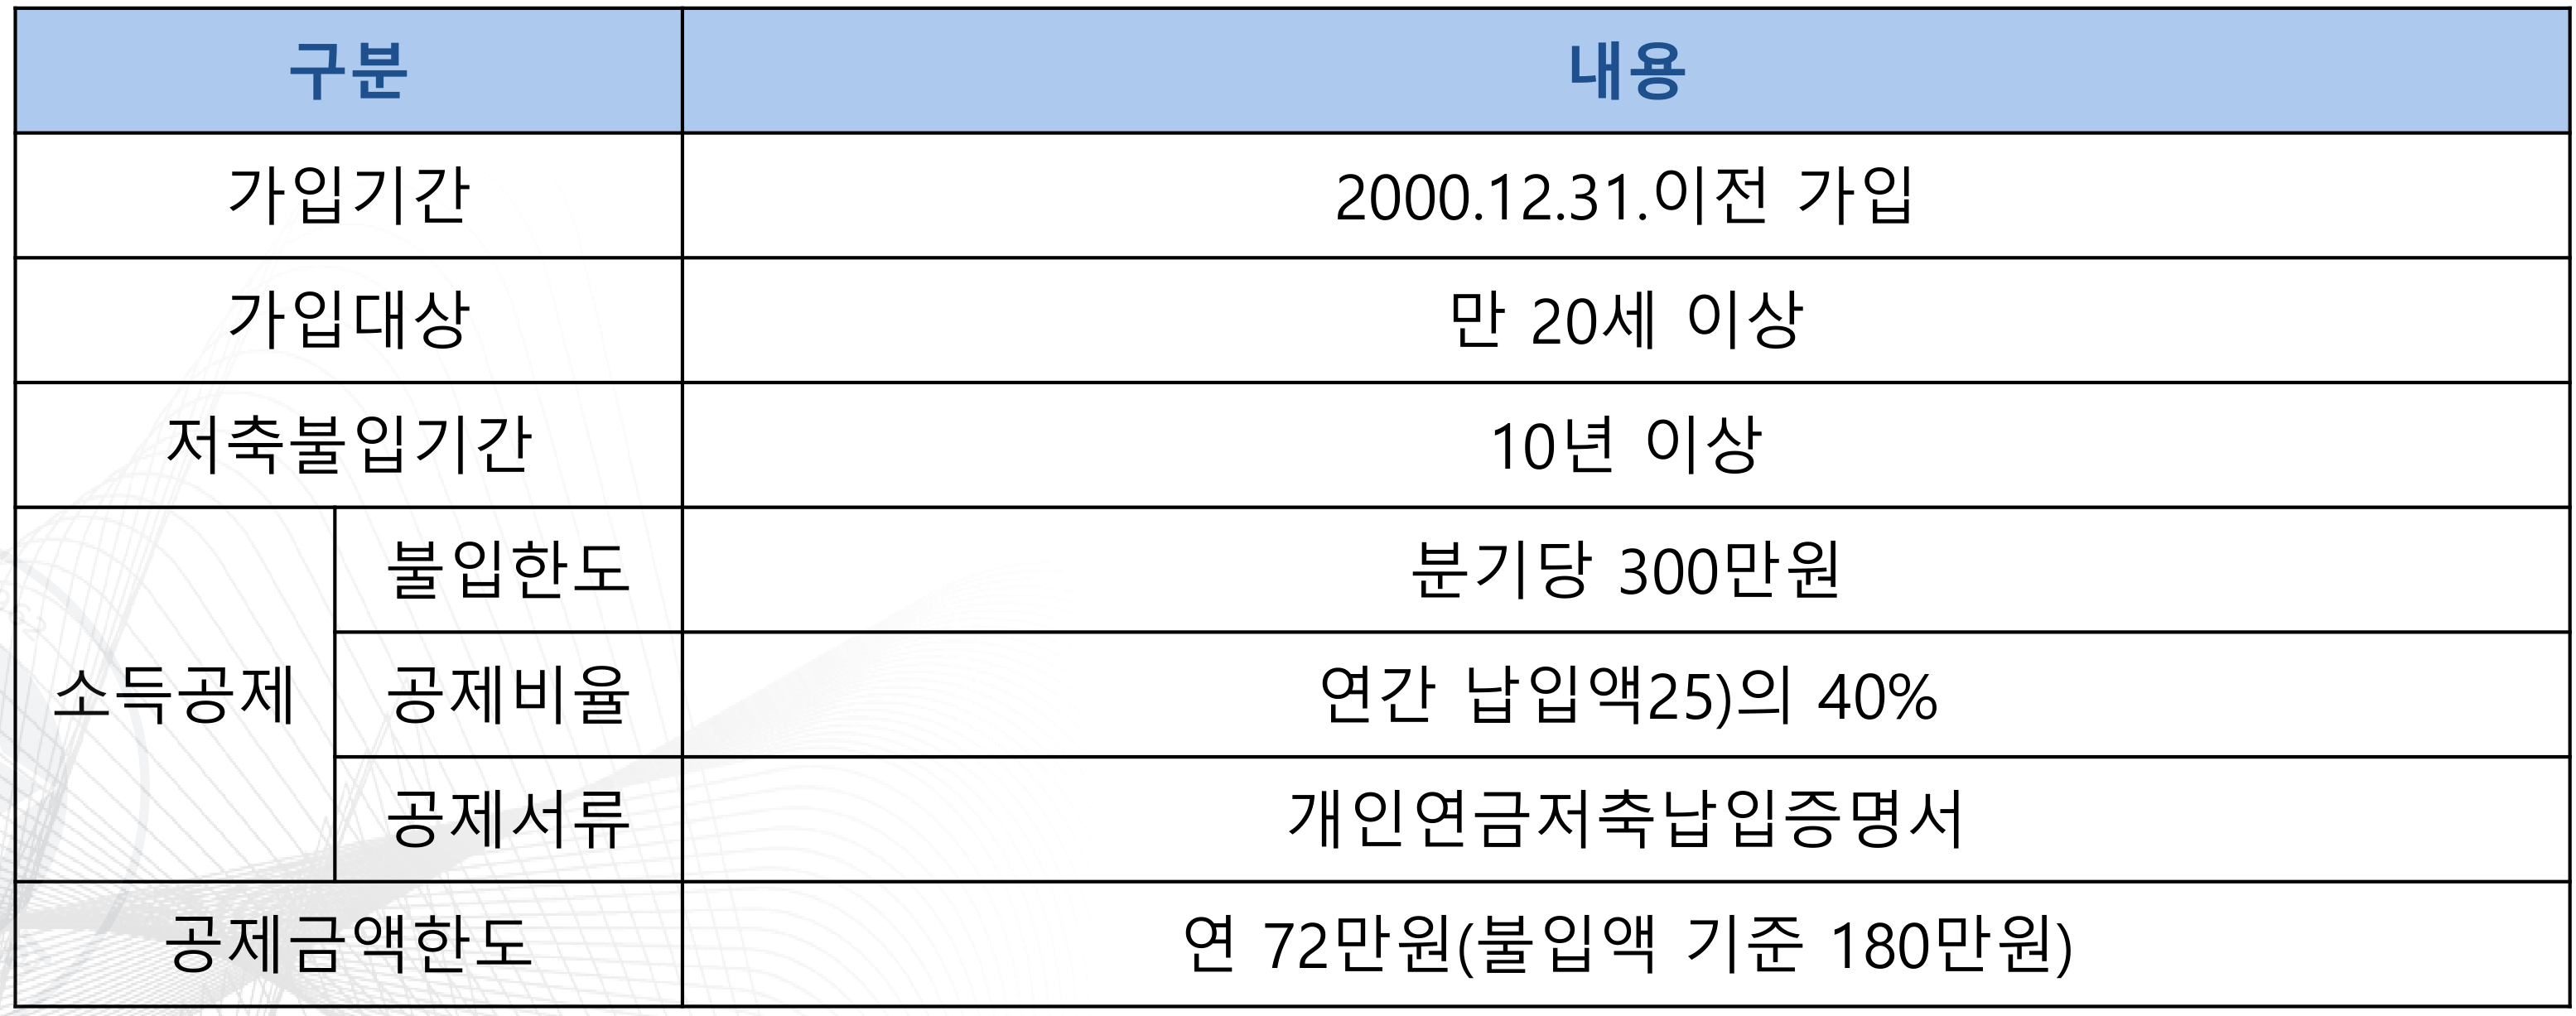 구분 내용
가입기간 2000.12.31.이전 가입
가입대상 만 20세 이상
저축불입기간 10년 이상
소득공제 불입한도 분기당 300만원
공제비율 연간 납입액25)의 40%
공제서류 개인연금저축납입증명서
공제금액한도 연 72만원(불입액 기준 180만원)